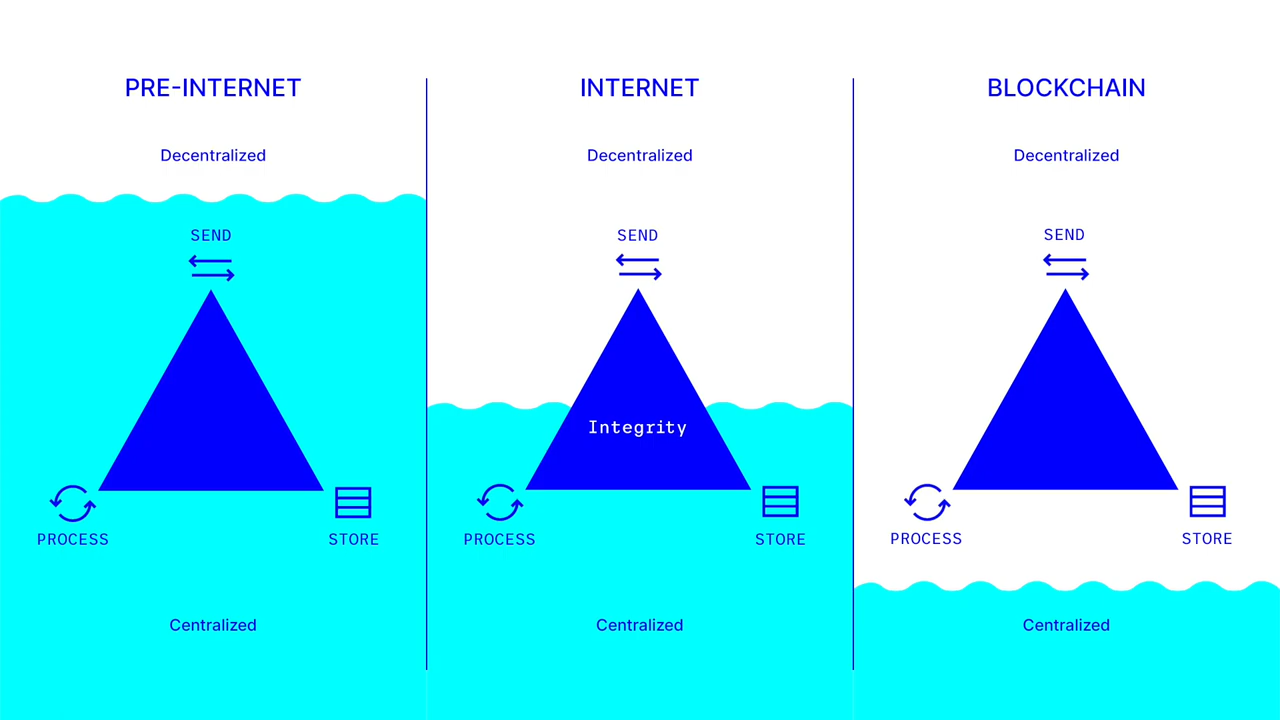 PRE-INTERNET
Decentralized
SEND
PROCESS
STORE
Centralized
INTERNET
Decentralized
SEND
Integrity
PROCESS
STORE
Centralized
BLOCKCHAIN
Decentralized
SEND
PROCESS
STORE
Centralized